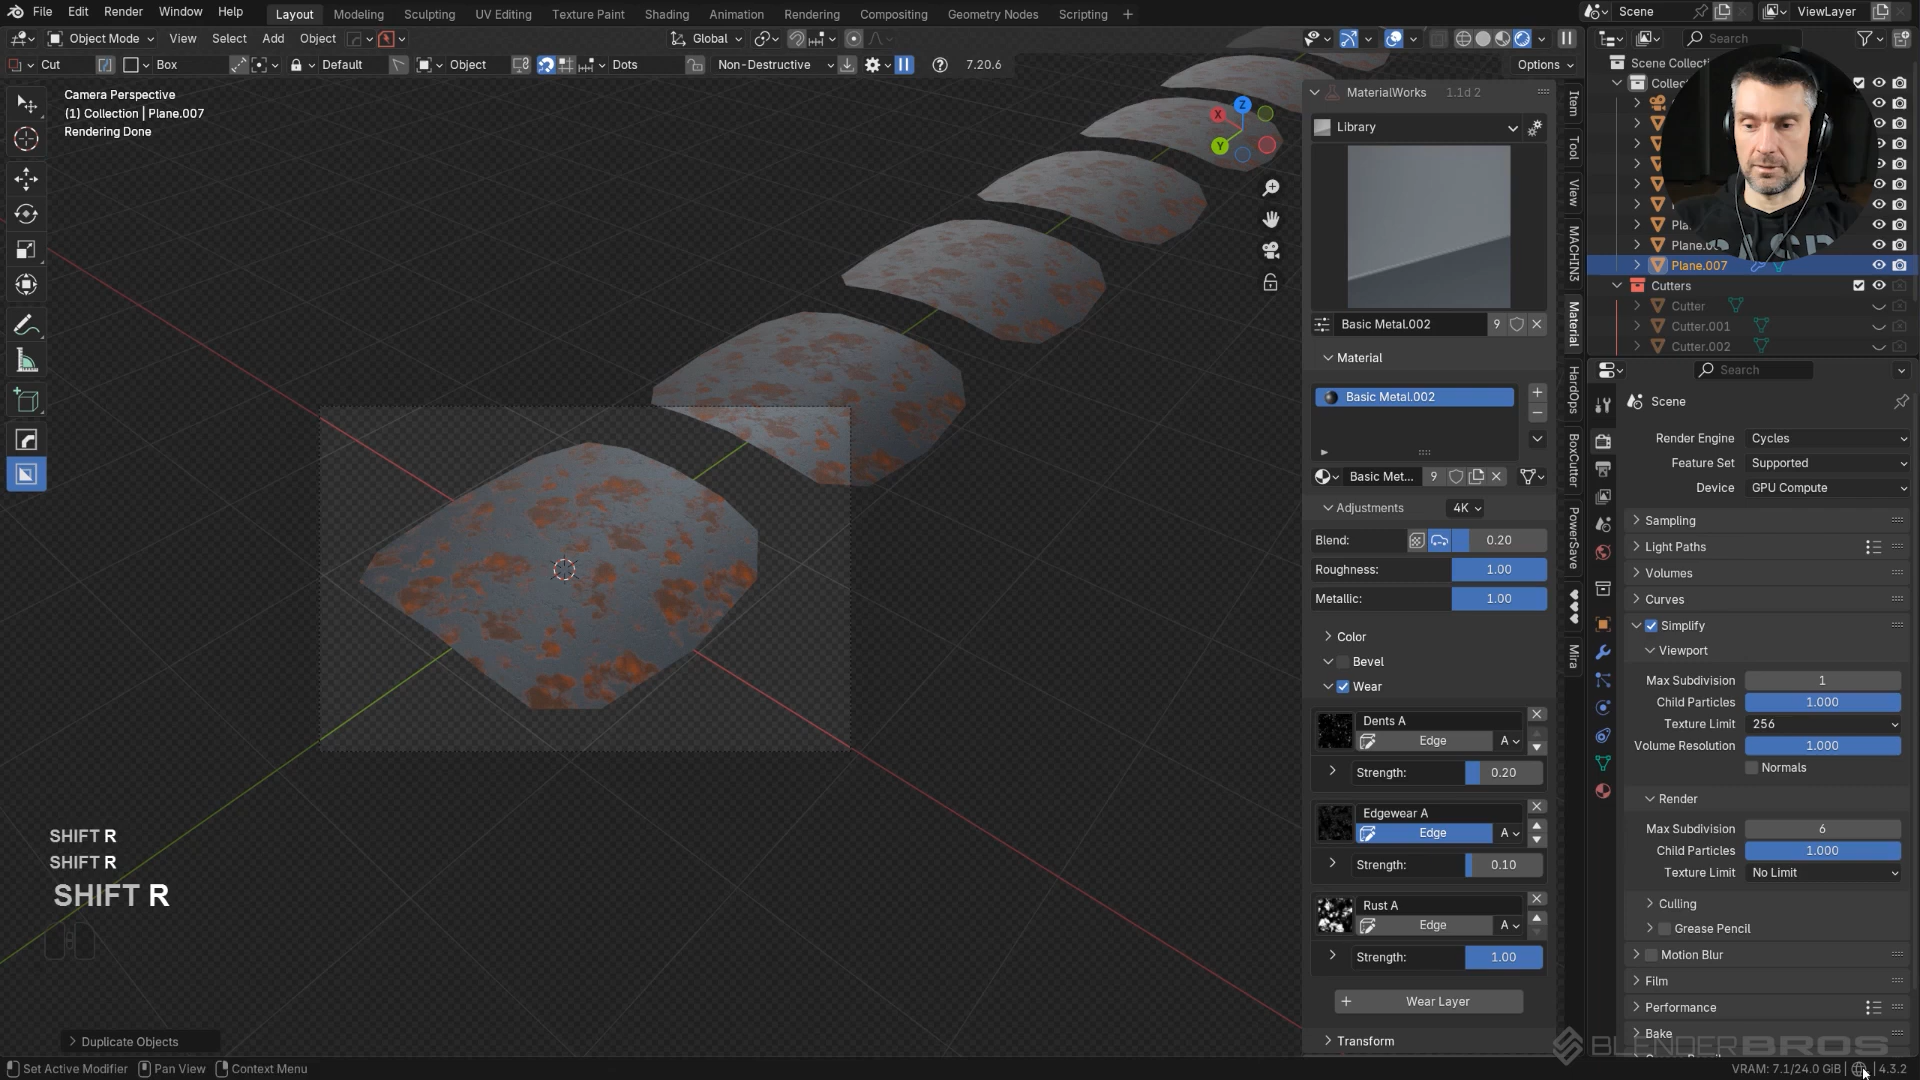 File Edit Render Window Help Layout Modeling Sculpting UV Editing Texture Paint Shading Animation Rendering Compositing Geometry Nodes Scripting + Scene ViewLayer
Object Mode View Select Add Object Global Search
Cut Box Default Object Dots Non-Destructive 7.20.6 Options
Scene Collecti
Collec
Camera Perspective
(1) Collection | Plane.007
Rendering Done
X Z Y
MaterialWorks 1.1d 2
Library
Item
Tool
View
MACHIN3
Material
HardOps
BoxCutter
PowerSave
Mira
Basic Metal.002 9
Material
Basic Metal.002
Basic Met... 9
Adjustments 4K
Blend: 0.20
Roughness: 1.00
Metallic: 1.00
Color
Bevel
Wear
Dents A
Edge A
Strength: 0.20
Edgewear A
Edge A
Strength: 0.10
Rust A
Edge A
Strength: 1.00
+ Wear Layer
Transform
Pla
Plane.0
Plane.007
Cutters
Cutter
Cutter.001
Cutter.002
Search
Scene
Render Engine Cycles
Feature Set Supported
Device GPU Compute
Sampling
Light Paths
Volumes
Curves
Simplify
Viewport
Max Subdivision 1
Child Particles 1.000
Texture Limit 256
Volume Resolution 1.000
Normals
Render
Max Subdivision 6
Child Particles 1.000
Texture Limit No Limit
Culling
Grease Pencil
Motion Blur
Film
Performance
Bake
SHIFT R
SHIFT R
SHIFT R
Duplicate Objects
BLENDERBROS
Set Active Modifier Pan View Context Menu VRAM: 7.1/24.0 GiB | 4.3.2